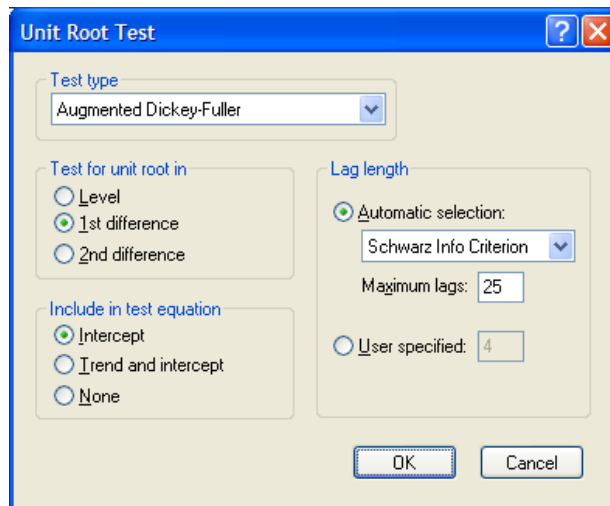 Unit Root Test
Test type
Augmented Dickey-Fuller
Test for unit root in
Level
1st difference
2nd difference
Include in test equation
Intercept
Trend and intercept
None
Lag length
Automatic selection:
Schwarz Info Criterion
Maximum lags: 25
User specified: 4
OK Cancel